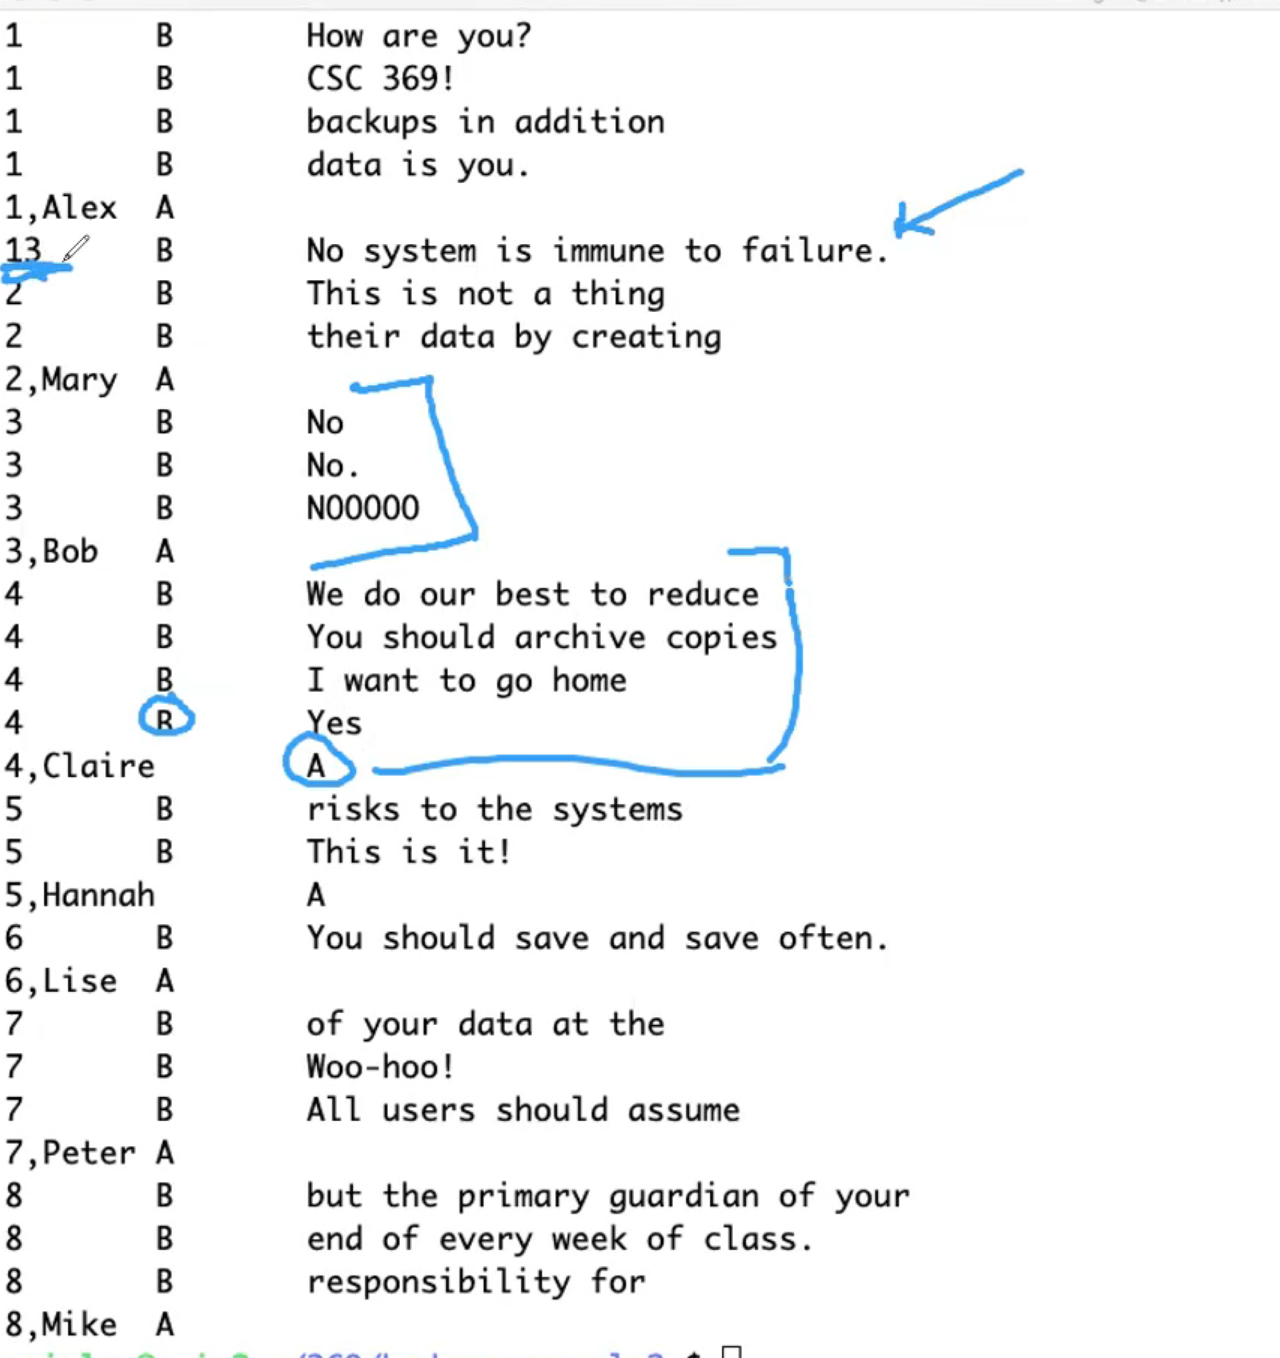 1 B How are you?
1 B CSC 369!
1 B backups in addition
1 B data is you.
1,Alex A
13 B No system is immune to failure.
2 B This is not a thing
2 B their data by creating
2,Mary A
3 B No
3 B No.
3 B NOOOOO
3,Bob A
4 B We do our best to reduce
4 B You should archive copies
4 B I want to go home
4 B Yes
4,Claire A
5 B risks to the systems
5 B This is it!
5,Hannah A
6 B You should save and save often.
6,Lise A
7 B of your data at the
7 B Woo-hoo!
7 B All users should assume
7,Peter A
8 B but the primary guardian of your
8 B end of every week of class.
8 B responsibility for
8,Mike A